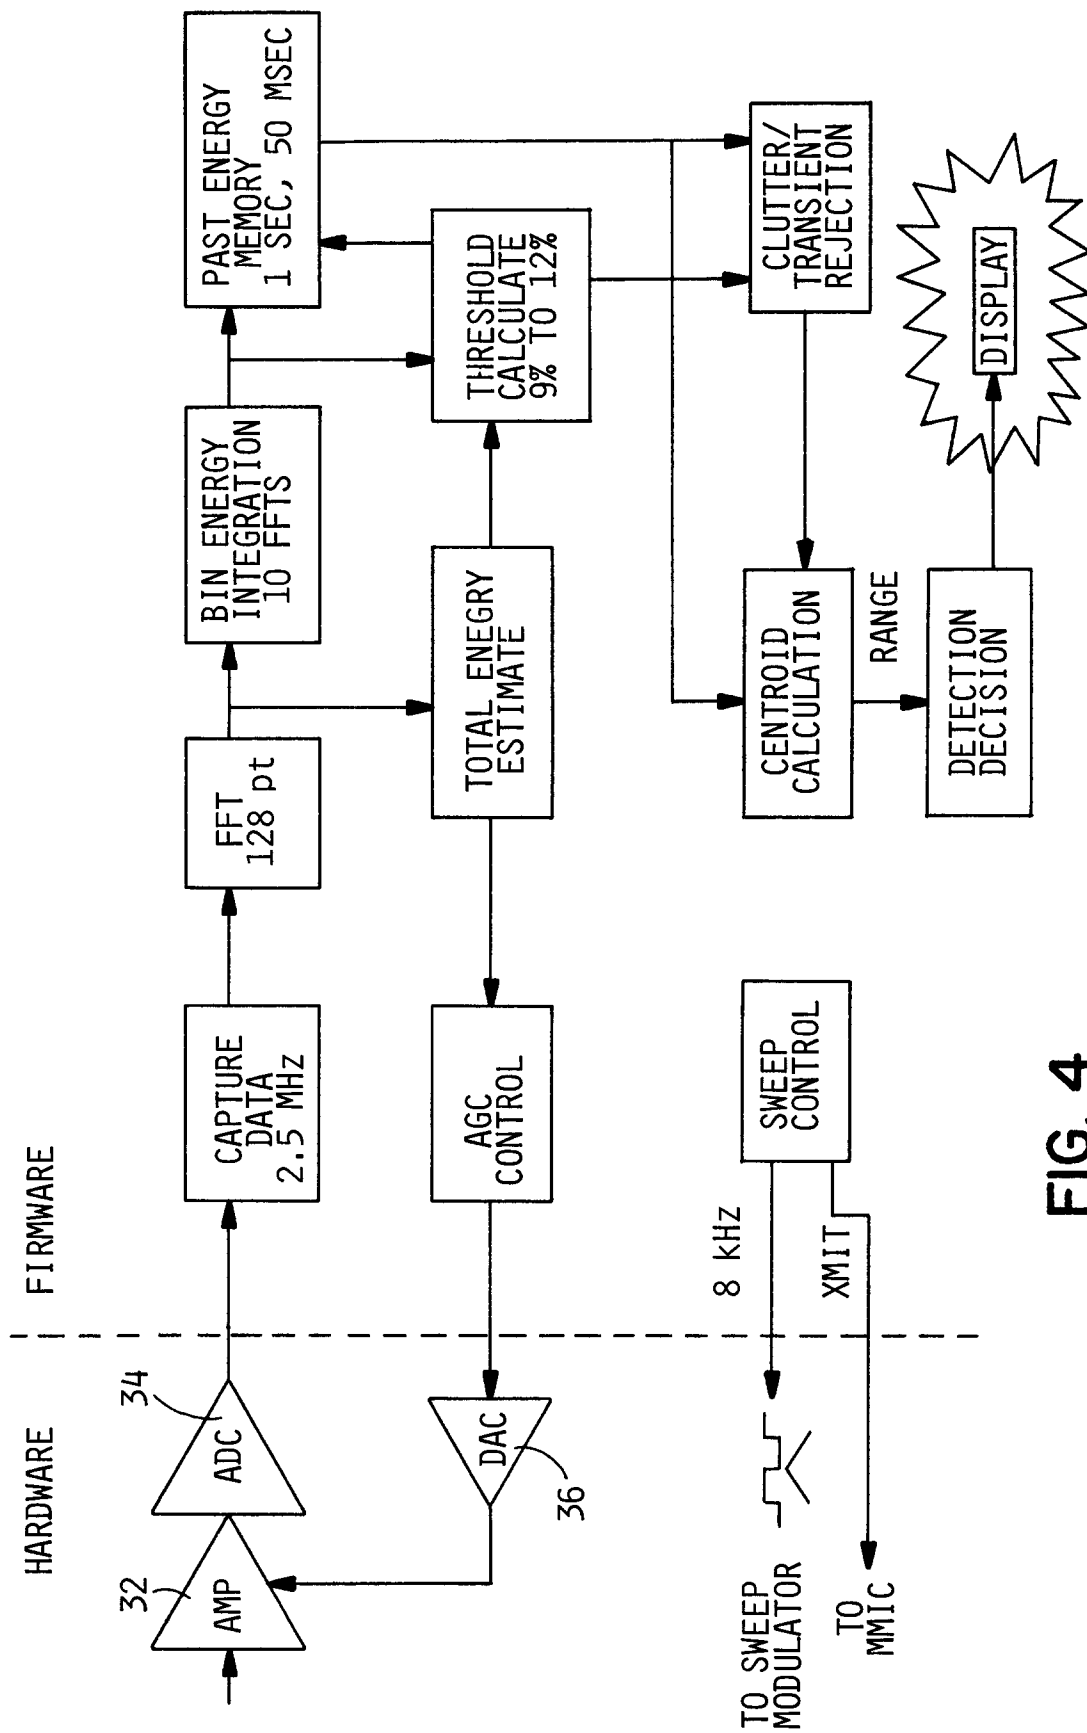 HARDWARE
FIRMWARE
32
34
AMP
ADC
CAPTURE
DATA
2.5 MHz
FFT
128 pt
BIN ENERGY
INTEGRATION
10 FFTS
PAST ENERGY
MEMORY
1 SEC, 50 MSEC
DAC
36
AGC
CONTROL
TOTAL ENEGRY
ESTIMATE
THRESHOLD
CALCULATE
9% TO 12%
TO SWEEP
MODULATOR
8 kHz
SWEEP
CONTROL
XMIT
TO
MMIC
CENTROID
CALCULATION
CLUTTER/
TRANSIENT
REJECTION
RANGE
DETECTION
DECISION
DISPLAY
FIG. 4